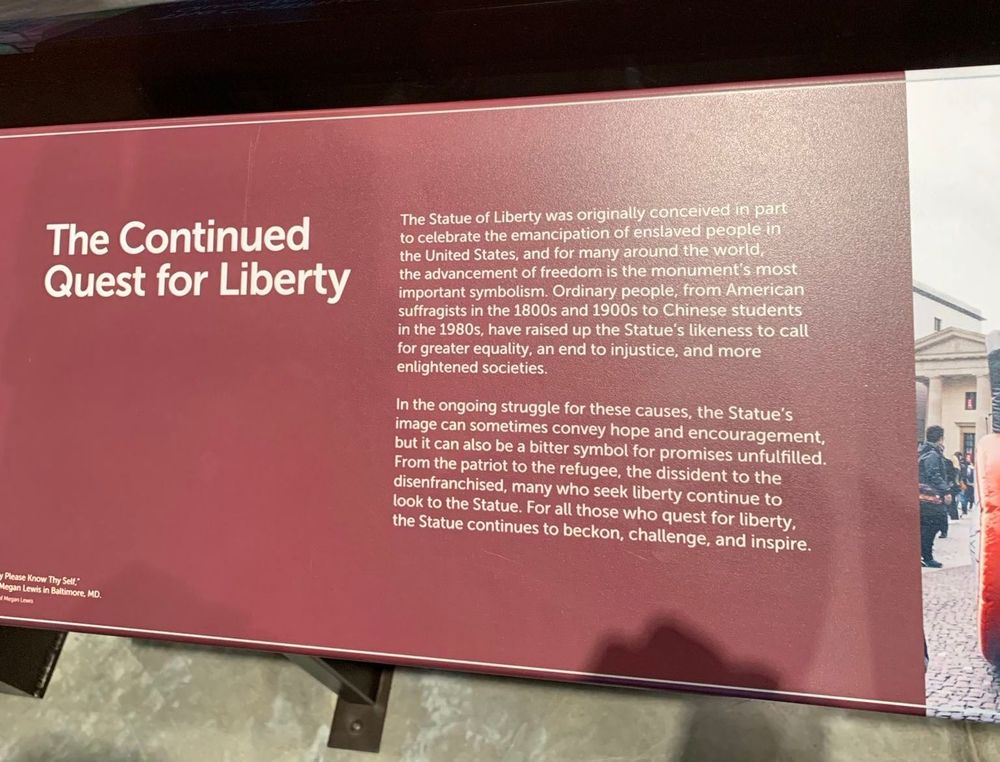 The Continued
Quest for Liberty
The Statue of Liberty was originally conceived in part
to celebrate the emancipation of enslaved people in
the United States, and for many around the world,
the advancement of freedom is the monument's most
important symbolism. Ordinary people, from American
suffragists in the 1800s and 1900s to Chinese students
in the 1980s, have raised up the Statue's likeness to call
for greater equality, an end to injustice, and more
enlightened societies.
In the ongoing struggle for these causes, the Statue's
image can sometimes convey hope and encouragement,
but it can also be a bitter symbol for promises unfulfilled.
From the patriot to the refugee, the dissident to the
disenfranchised, many who seek liberty continue to
look to the Statue. For all those who quest for liberty,
the Statue continues to beckon, challenge, and inspire.
y Please Know Thy Self,"
Megan Lewis in Baltimore, MD.
of Megan Lewis